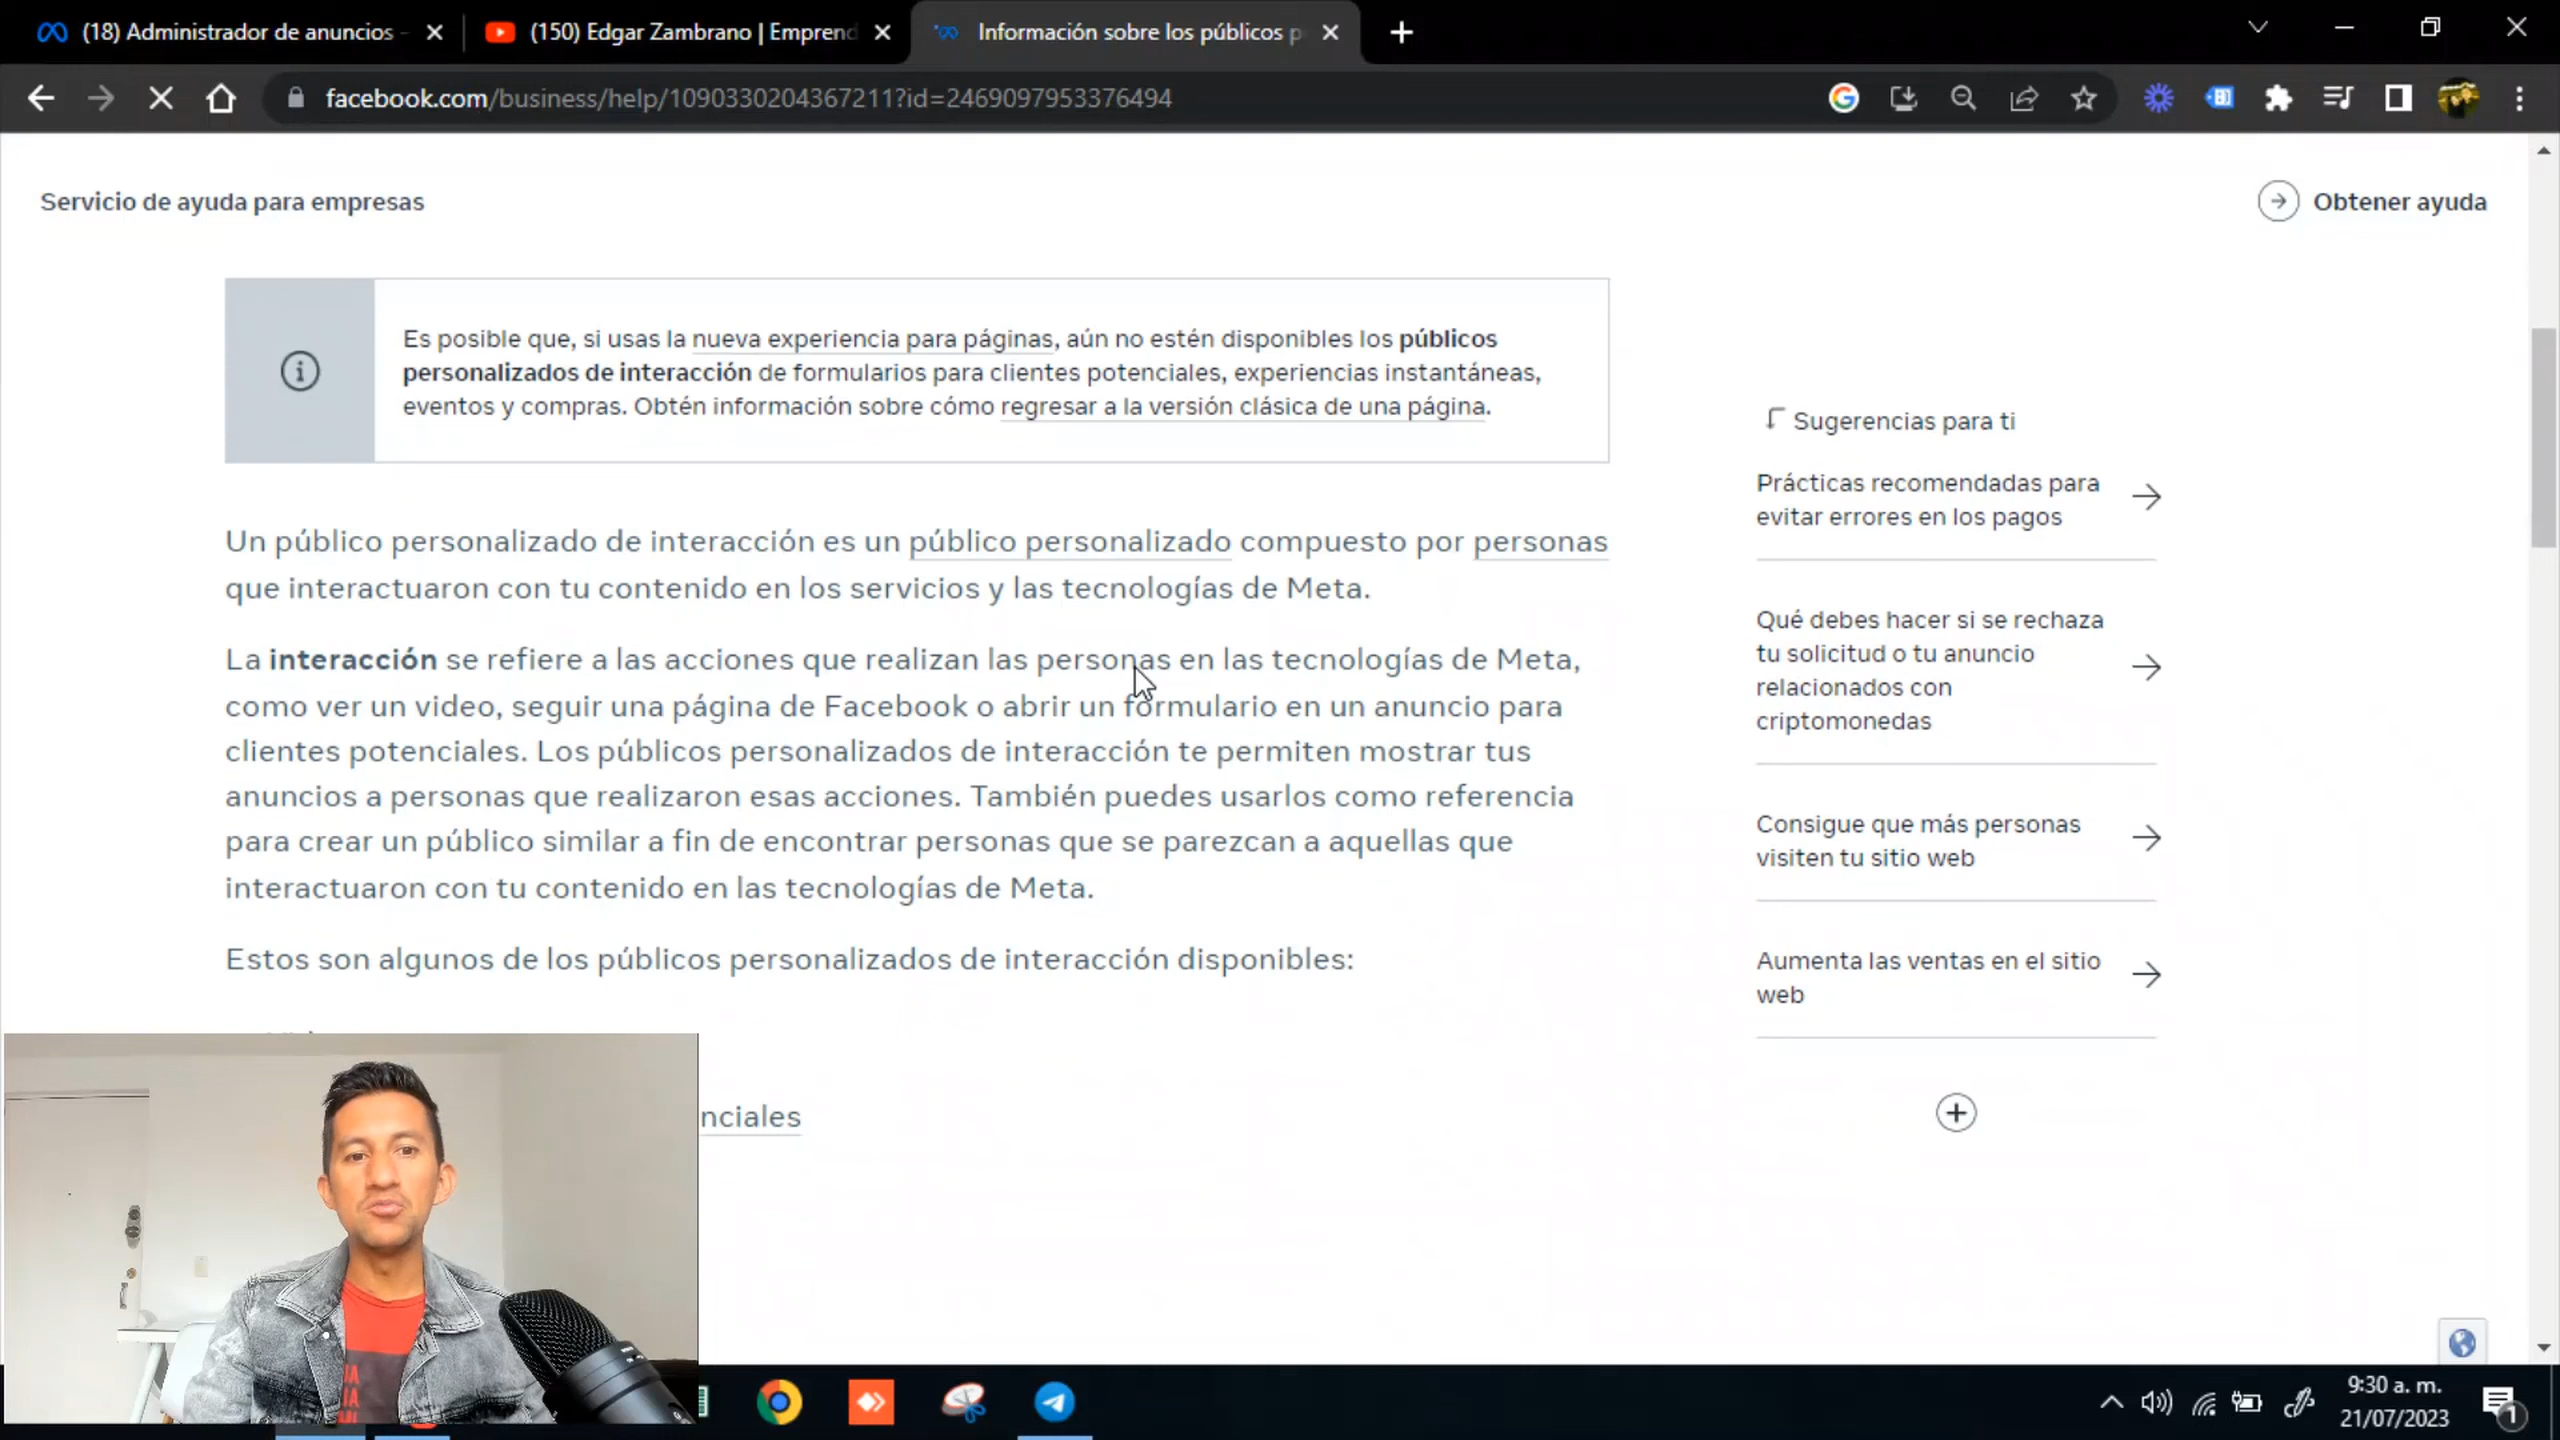 (18) Administrador de anuncios -
(150) Edgar Zambrano | Emprend
Información sobre los públicos p
facebook.com/business/help/1090330204367211?id=2469097953376494
Servicio de ayuda para empresas
Obtener ayuda
Es posible que, si usas la nueva experiencia para páginas, aún no estén disponibles los públicos
personalizados de interacción de formularios para clientes potenciales, experiencias instantáneas,
eventos y compras. Obtén información sobre cómo regresar a la versión clásica de una página.
Un público personalizado de interacción es un público personalizado compuesto por personas
que interactuaron con tu contenido en los servicios y las tecnologías de Meta.
La interacción se refiere a las acciones que realizan las personas en las tecnologías de Meta,
como ver un video, seguir una página de Facebook o abrir un formulario en un anuncio para
clientes potenciales. Los públicos personalizados de interacción te permiten mostrar tus
anuncios a personas que realizaron esas acciones. También puedes usarlos como referencia
para crear un público similar a fin de encontrar personas que se parezcan a aquellas que
interactuaron con tu contenido en las tecnologías de Meta.
Estos son algunos de los públicos personalizados de interacción disponibles:
nciales
Sugerencias para ti
Prácticas recomendadas para
evitar errores en los pagos
Qué debes hacer si se rechaza
tu solicitud o tu anuncio
relacionados con
criptomonedas
Consigue que más personas
visiten tu sitio web
Aumenta las ventas en el sitio
web
9:30 a. m.
21/07/2023
1